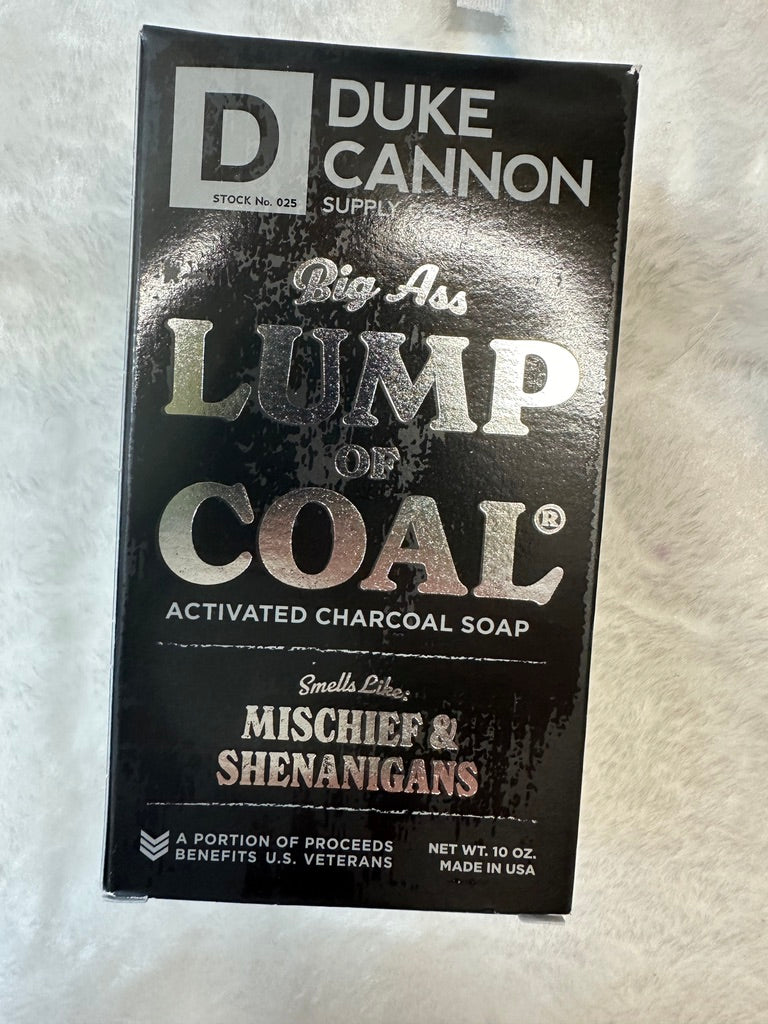 D
STOCK No. 025
DUKE
CANNON
SUPPLY
Big Ass
LUMP
OF
COAL®
ACTIVATED CHARCOAL SOAP
Smells Like:
MISCHIEF &
SHENANIGANS
A PORTION OF PROCEEDS
BENEFITS U.S. VETERANS
NET WT. 10 OZ.
MADE IN USA